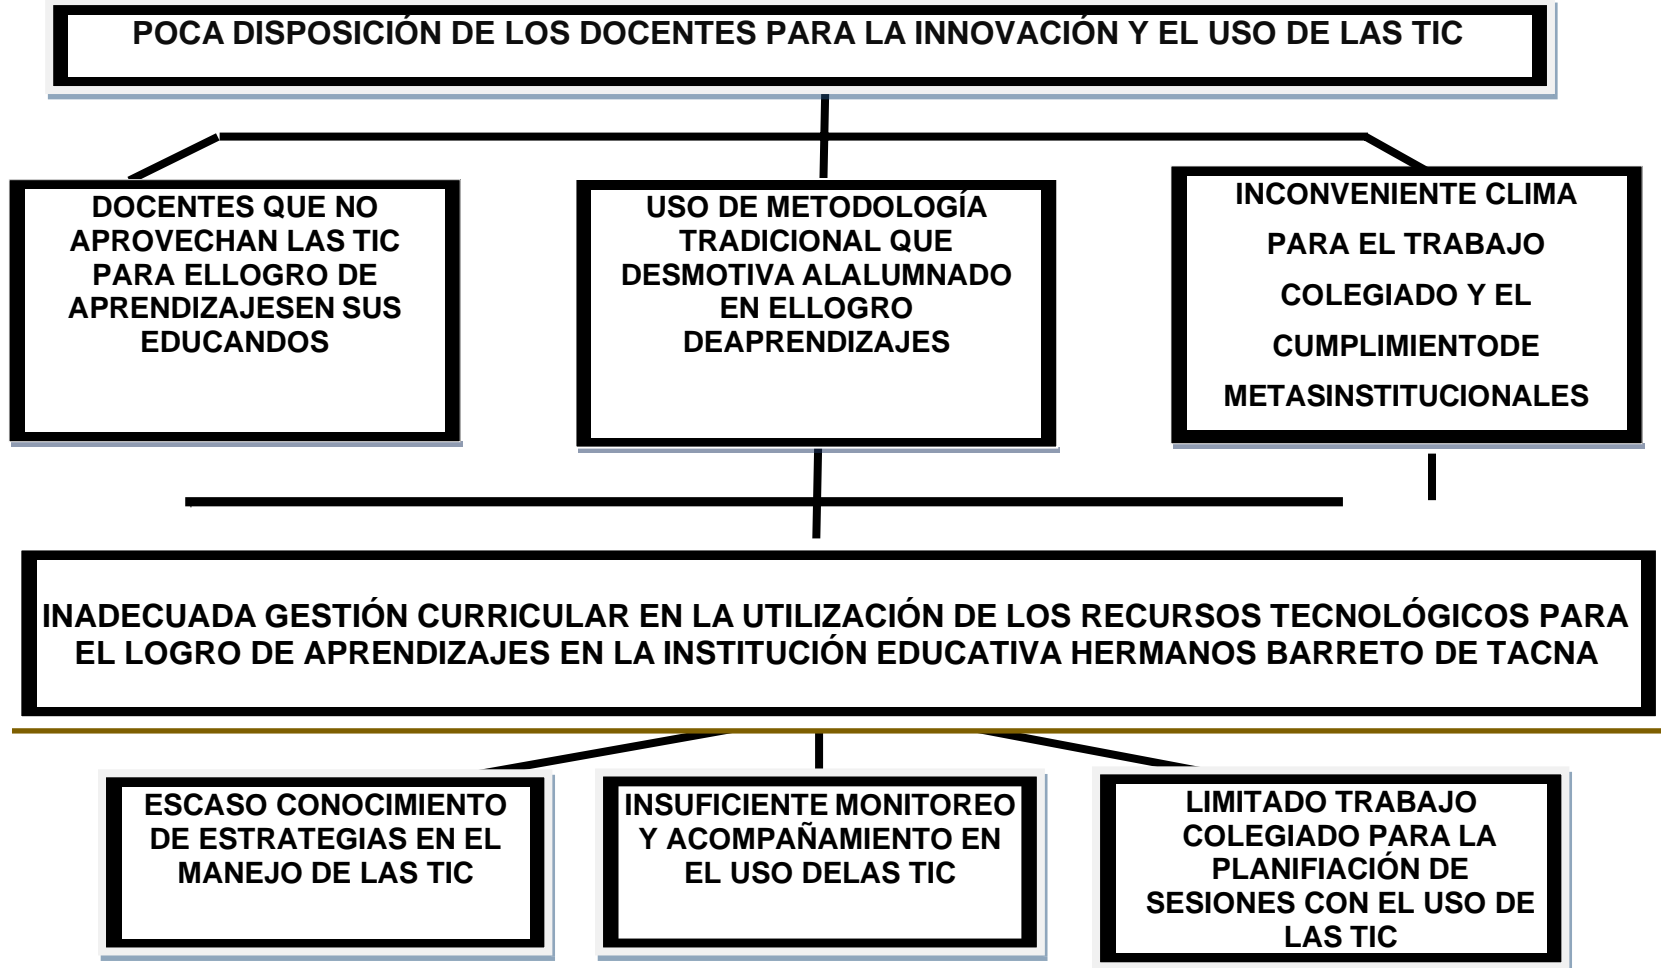 POCA DISPOSICIÓN DE LOS DOCENTES PARA LA INNOVACIÓN Y EL USO DE LAS TIC
DOCENTES QUE NO
APROVECHAN LAS TIC
PARA ELLOGRO DE
APRENDIZAJESEN SUS
EDUCANDOS
USO DE METODOLOGÍA
TRADICIONAL QUE
DESMOTIVA ALALUMNADO
EN ELLOGRO
DEAPRENDIZAJES
INCONVENIENTE CLIMA
PARA EL TRABAJO
COLEGIADO Y EL
CUMPLIMIENTODE
METASINSTITUCIONALES
INADECUADA GESTIÓN CURRICULAR EN LA UTILIZACIÓN DE LOS RECURSOS TECNOLÓGICOS PARA
EL LOGRO DE APRENDIZAJES EN LA INSTITUCIÓN EDUCATIVA HERMANOS BARRETO DE TACNA
ESCASO CONOCIMIENTO
DE ESTRATEGIAS EN EL
MANEJO DE LAS TIC
INSUFICIENTE MONITOREO
Y ACOMPAÑAMIENTO EN
EL USO DELAS TIC
LIMITADO TRABAJO
COLEGIADO PARA LA
PLANIFIACIÓN DE
SESIONES CON EL USO DE
LAS TIC